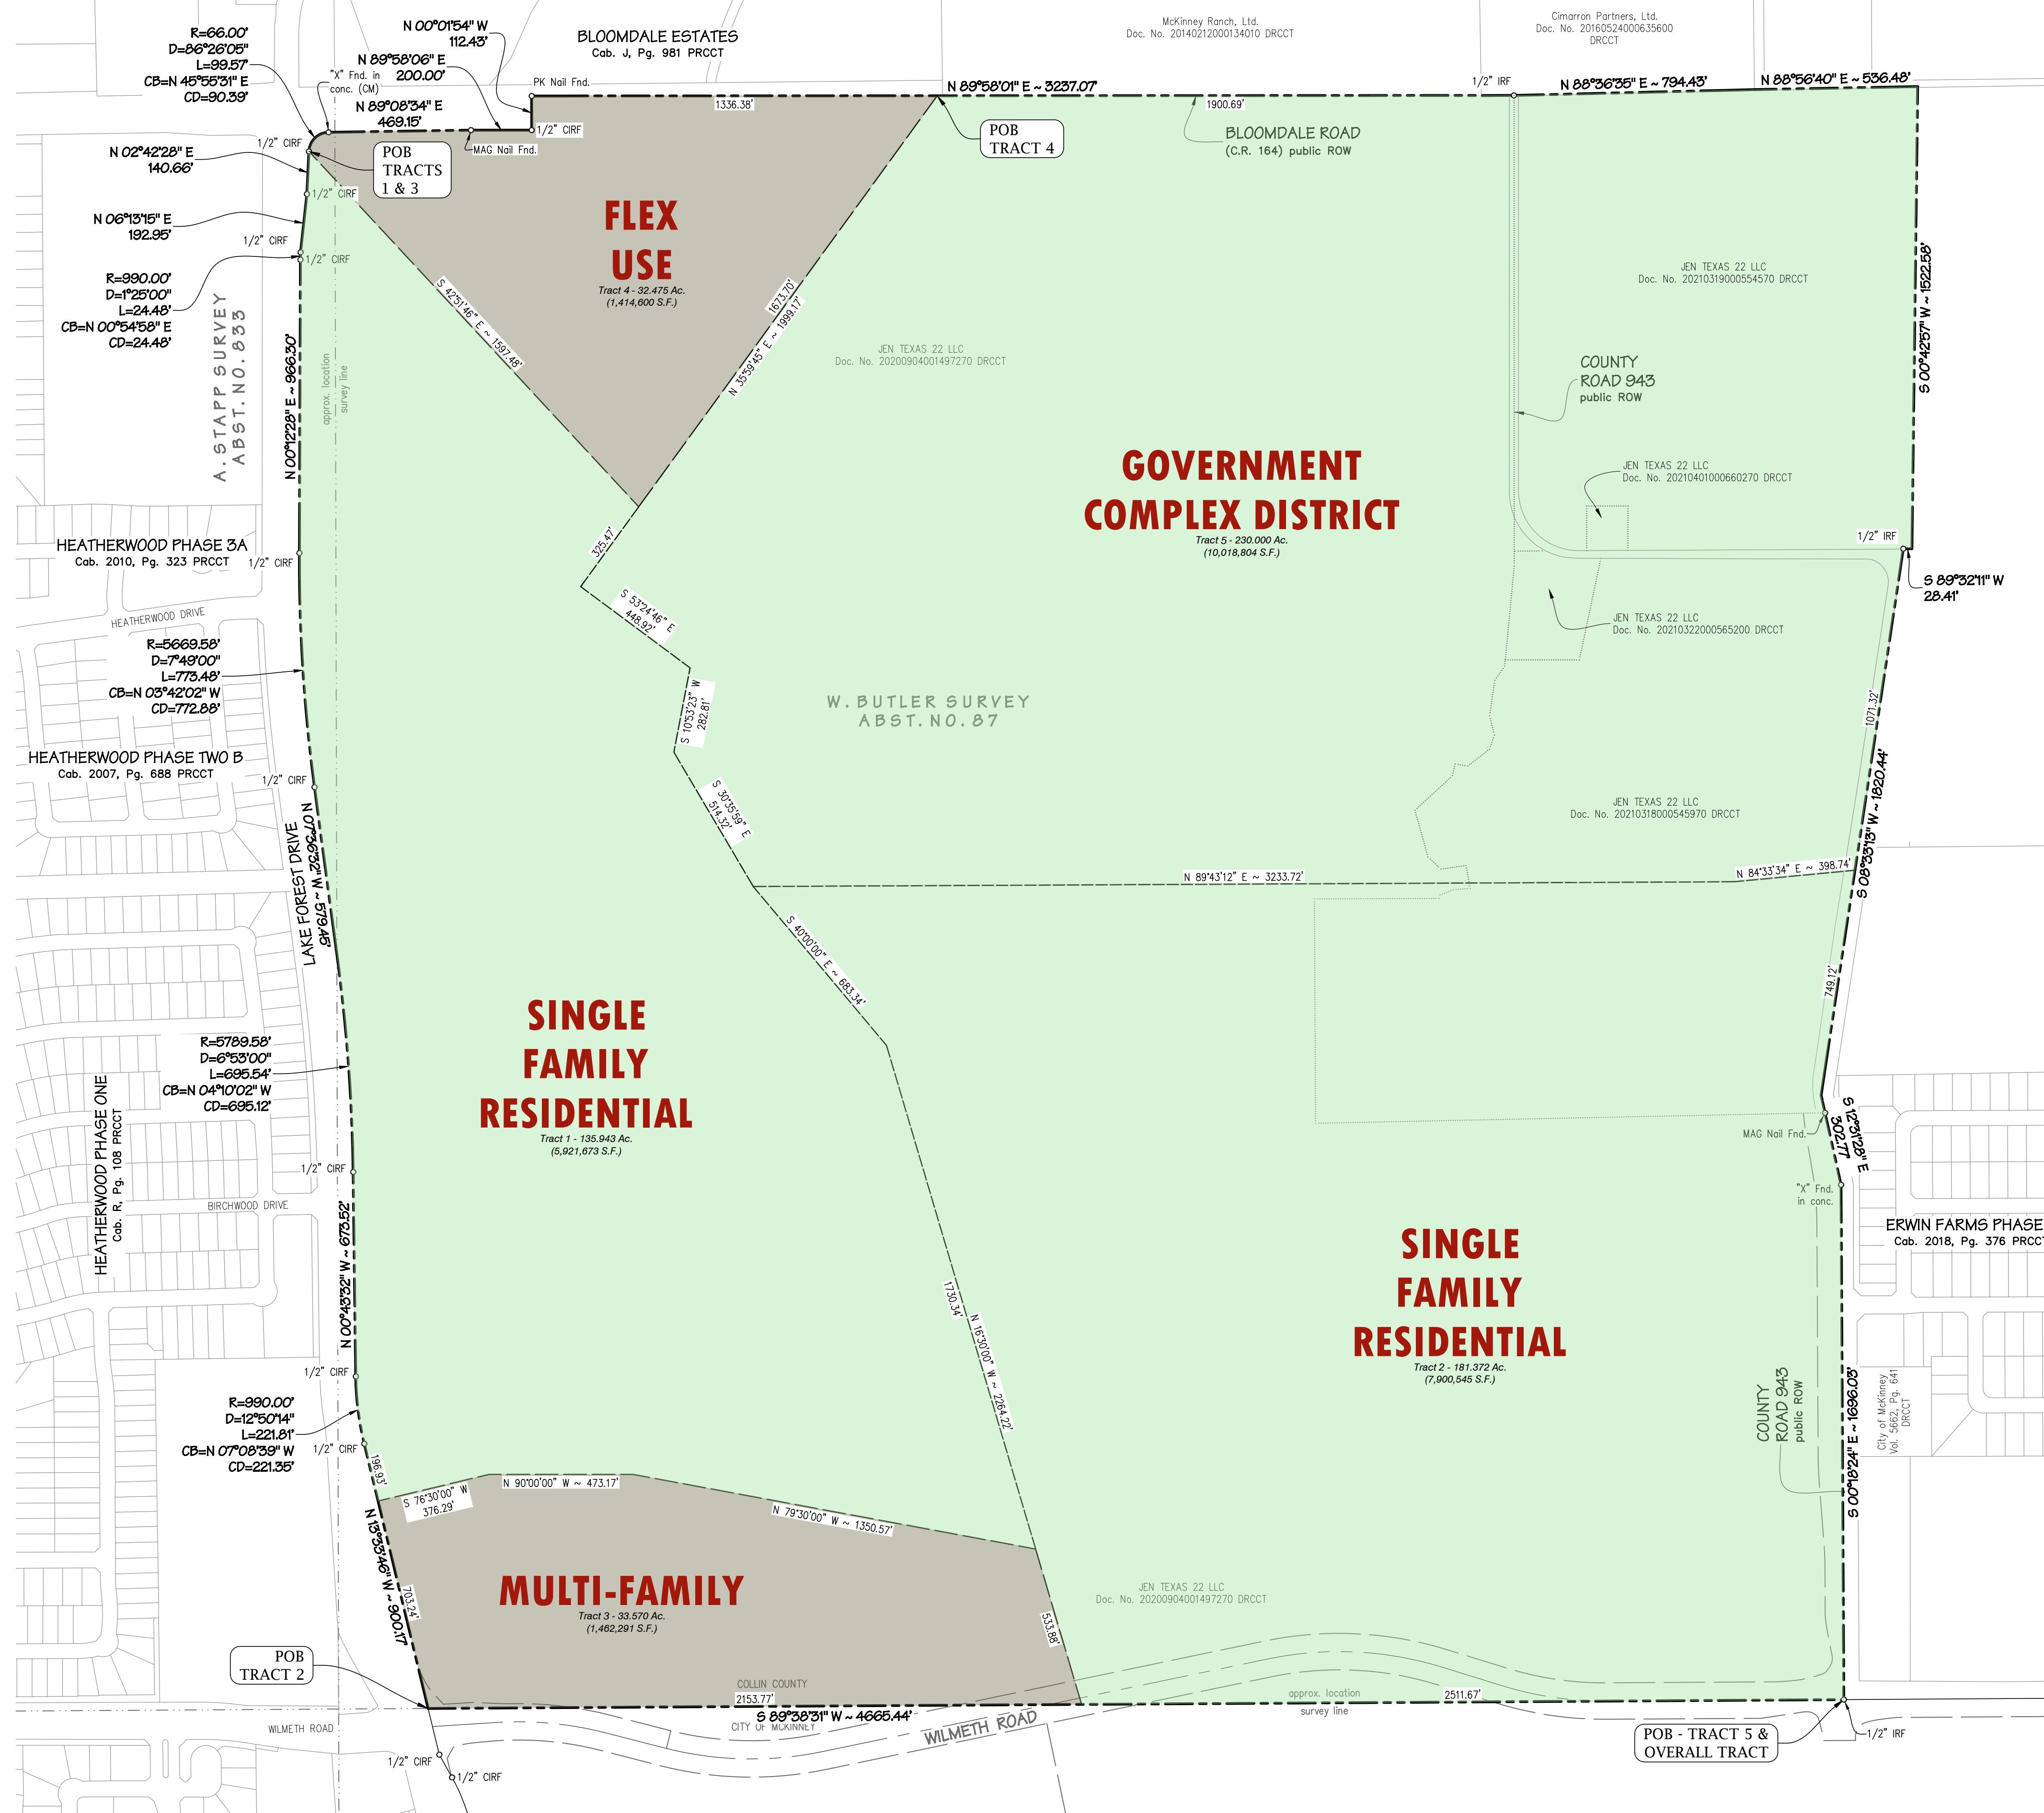 R=66.00'
D=86°26'05"
L=99.57'
CB=N 45°55'31" E
CD=90.39'
N 00°01'54" W
112.43'
N 89°58'06" E
200.00'
"X" Fnd. in
conc. (CM)
N 89°08'34" E
469.15'
BLOOMDALE ESTATES
Cab. J, Pg. 981 PRCCT
PK Nail Fnd.
McKinney Ranch, Ltd.
Doc. No. 20140212000134010 DRCCT
Cimarron Partners, Ltd.
Doc. No. 20160524000635600
DRCCT
1336.38'
N 89°58'01" E ~ 3237.07'
1900.69'
1/2" IRF
N 88°36'35" E ~ 794.43'
N 88°56'40" E ~ 536.48'
1/2" CIRF
1/2" CIRF
MAG Nail Fnd.
POB
TRACTS
1 & 3
POB
TRACT 4
BLOOMDALE ROAD
(C.R. 164) public ROW
N 02°42'28" E
140.66'
1/2" CIRF
N 06°13'15" E
192.95'
1/2" CIRF
1/2" CIRF
R=990.00'
D=1°25'00"
L=24.48'
CB=N 00°54'58" E
CD=24.48'
FLEX
USE
Tract 4 - 32.475 Ac.
(1,414,600 S.F.)
S 42°51'46" E ~ 1597.48'
1673.70'
N 35°59'45" E ~ 1999.17'
JEN TEXAS 22 LLC
Doc. No. 20210319000554570 DRCCT
S 00°42'57" W ~ 1522.58'
A. STAPP SURVEY
ABST. NO. 833
N 00°12'28" E ~ 966.30'
approx. location
survey line
JEN TEXAS 22 LLC
Doc. No. 20200904001497270 DRCCT
COUNTY
ROAD 943
public ROW
GOVERNMENT
COMPLEX DISTRICT
Tract 5 - 230.000 Ac.
(10,018,804 S.F.)
JEN TEXAS 22 LLC
Doc. No. 20210401000660270 DRCCT
1/2" IRF
S 89°32'11" W
28.41'
HEATHERWOOD PHASE 3A
Cab. 2010, Pg. 323 PRCCT
1/2" CIRF
325.47'
HEATHERWOOD DRIVE
S 53°24'46" E
448.92'
JEN TEXAS 22 LLC
Doc. No. 20210322000565200 DRCCT
R=5669.58'
D=7°49'00"
L=773.48'
CB=N 03°42'02" W
CD=772.88'
S 10°53'23" W
282.81'
W. BUTLER SURVEY
ABST. NO. 87
1071.32'
HEATHERWOOD PHASE TWO B
Cab. 2007, Pg. 688 PRCCT
1/2" CIRF
S 30°35'59" E
514.32'
JEN TEXAS 22 LLC
Doc. No. 20210318000545970 DRCCT
S 08°33'13" W ~ 1820.44'
LAKE FOREST DRIVE
N 07°36'32" W ~ 579.45'
N 89°43'12" E ~ 3233.72'
N 84°33'34" E ~ 398.74'
S 40°00'00" E ~ 683.34'
749.12'
SINGLE
FAMILY
RESIDENTIAL
Tract 1 - 135.943 Ac.
(5,921,673 S.F.)
R=5789.58'
D=6°53'00"
L=695.54'
CB=N 04°10'02" W
CD=695.12'
HEATHERWOOD PHASE ONE
Cab. R, Pg. 108 PRCCT
1/2" CIRF
BIRCHWOOD DRIVE
MAG Nail Fnd.
S 12°31'28" E
302.77'
"X" Fnd.
in conc.
ERWIN FARMS PHASE
Cab. 2018, Pg. 376 PRCCT
N 00°43'32" W ~ 673.52'
1730.34'
N 16°30'00" W ~ 2264.22'
SINGLE
FAMILY
RESIDENTIAL
Tract 2 - 181.372 Ac.
(7,900,545 S.F.)
1/2" CIRF
R=990.00'
D=12°50'14"
L=221.81'
CB=N 07°08'39" W
CD=221.35'
1/2" CIRF
COUNTY
ROAD 943
public ROW
S 00°18'24" E ~ 1696.03'
City of McKinney
Vol. 5662, Pg. 641
DRCCT
196.93'
S 76°30'00" W
376.29'
N 90°00'00" W ~ 473.17'
N 79°30'00" W ~ 1350.57'
N 13°33'46" W ~ 900.17'
703.24'
MULTI-FAMILY
Tract 3 - 33.570 Ac.
(1,462,291 S.F.)
JEN TEXAS 22 LLC
Doc. No. 20200904001497270 DRCCT
533.88'
POB
TRACT 2
COLLIN COUNTY
2153.77'
S 89°38'31" W ~ 4665.44'
CITY OF MCKINNEY
WILMETH ROAD
WILMETH ROAD
approx. location
survey line
2511.67'
POB - TRACT 5 &
OVERALL TRACT
1/2" IRF
1/2" CIRF
1/2" CIRF